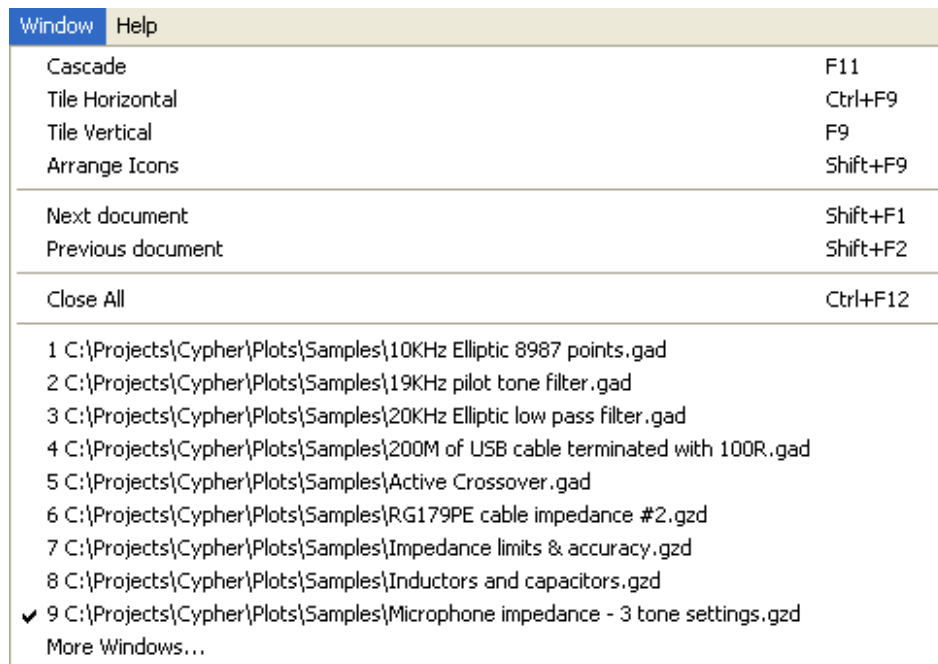 Window Help
Cascade F11
Tile Horizontal Ctrl+F9
Tile Vertical F9
Arrange Icons Shift+F9
Next document Shift+F1
Previous document Shift+F2
Close All Ctrl+F12
1 C:\Projects\Cypher\Plots\Samples\10KHz Elliptic 8987 points.gad
2 C:\Projects\Cypher\Plots\Samples\19KHz pilot tone filter.gad
3 C:\Projects\Cypher\Plots\Samples\20KHz Elliptic low pass filter.gad
4 C:\Projects\Cypher\Plots\Samples\200M of USB cable terminated with 100R.gad
5 C:\Projects\Cypher\Plots\Samples\Active Crossover.gad
6 C:\Projects\Cypher\Plots\Samples\RG179PE cable impedance #2.gzd
7 C:\Projects\Cypher\Plots\Samples\Impedance limits & accuracy.gzd
8 C:\Projects\Cypher\Plots\Samples\Inductors and capacitors.gzd
✔ 9 C:\Projects\Cypher\Plots\Samples\Microphone impedance - 3 tone settings.gzd
More Windows...